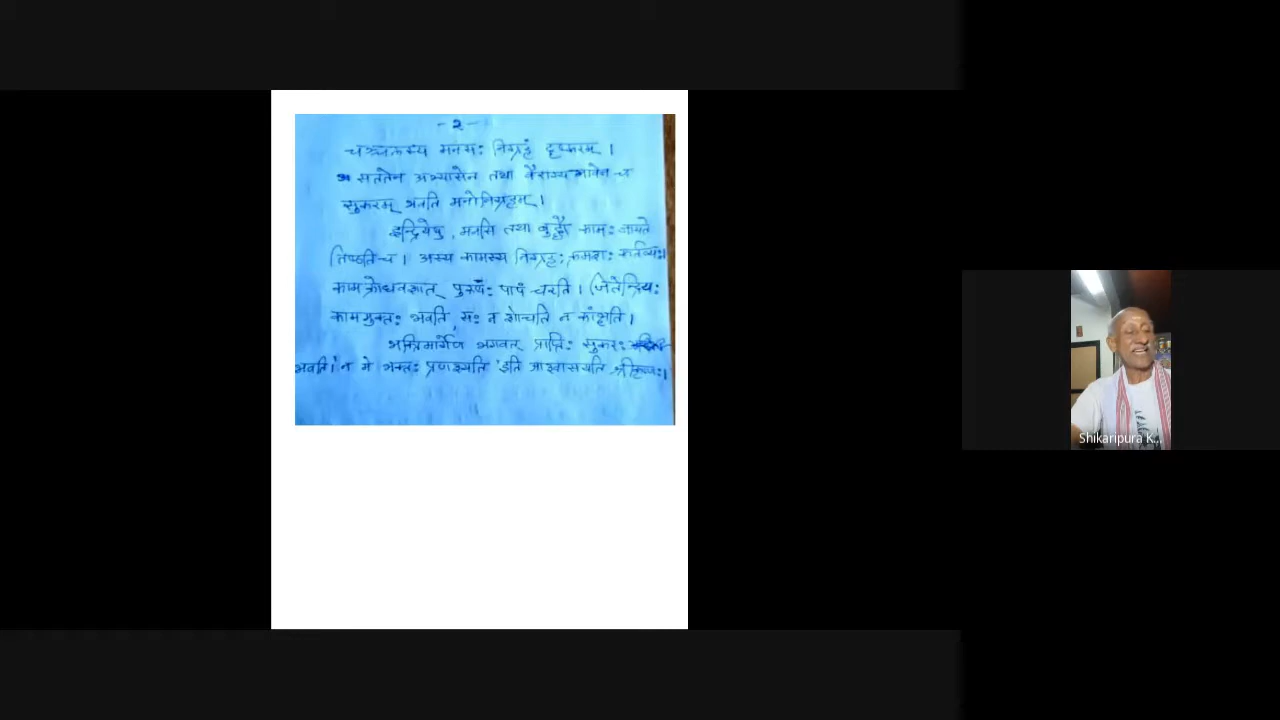 -२-
चञ्चलस्य मनसः निग्रहं दुष्करम् ।
सततेन अभ्यासेन तथा वैराग्यभावेन च
सुकरम् भवति मनोनिग्रहम् ।
इन्द्रियेषु, मनसि तथा बुद्धौ कामः जायते
तिष्ठति च । अस्य कामस्य निग्रहः क्रमशः कर्तव्यः।
कामक्रोधवशात् पुरुषः पापं चरति । जितेन्द्रियः
काममुक्तः भवति, सः न शोचति न कांक्षति ।
भक्तिमार्गेण भगवत् प्राप्तिः सुकरः
भवति। 'न मे भक्तः प्रणश्यति' इति आश्वासयति श्रीकृष्णः।
Shikaripura K...